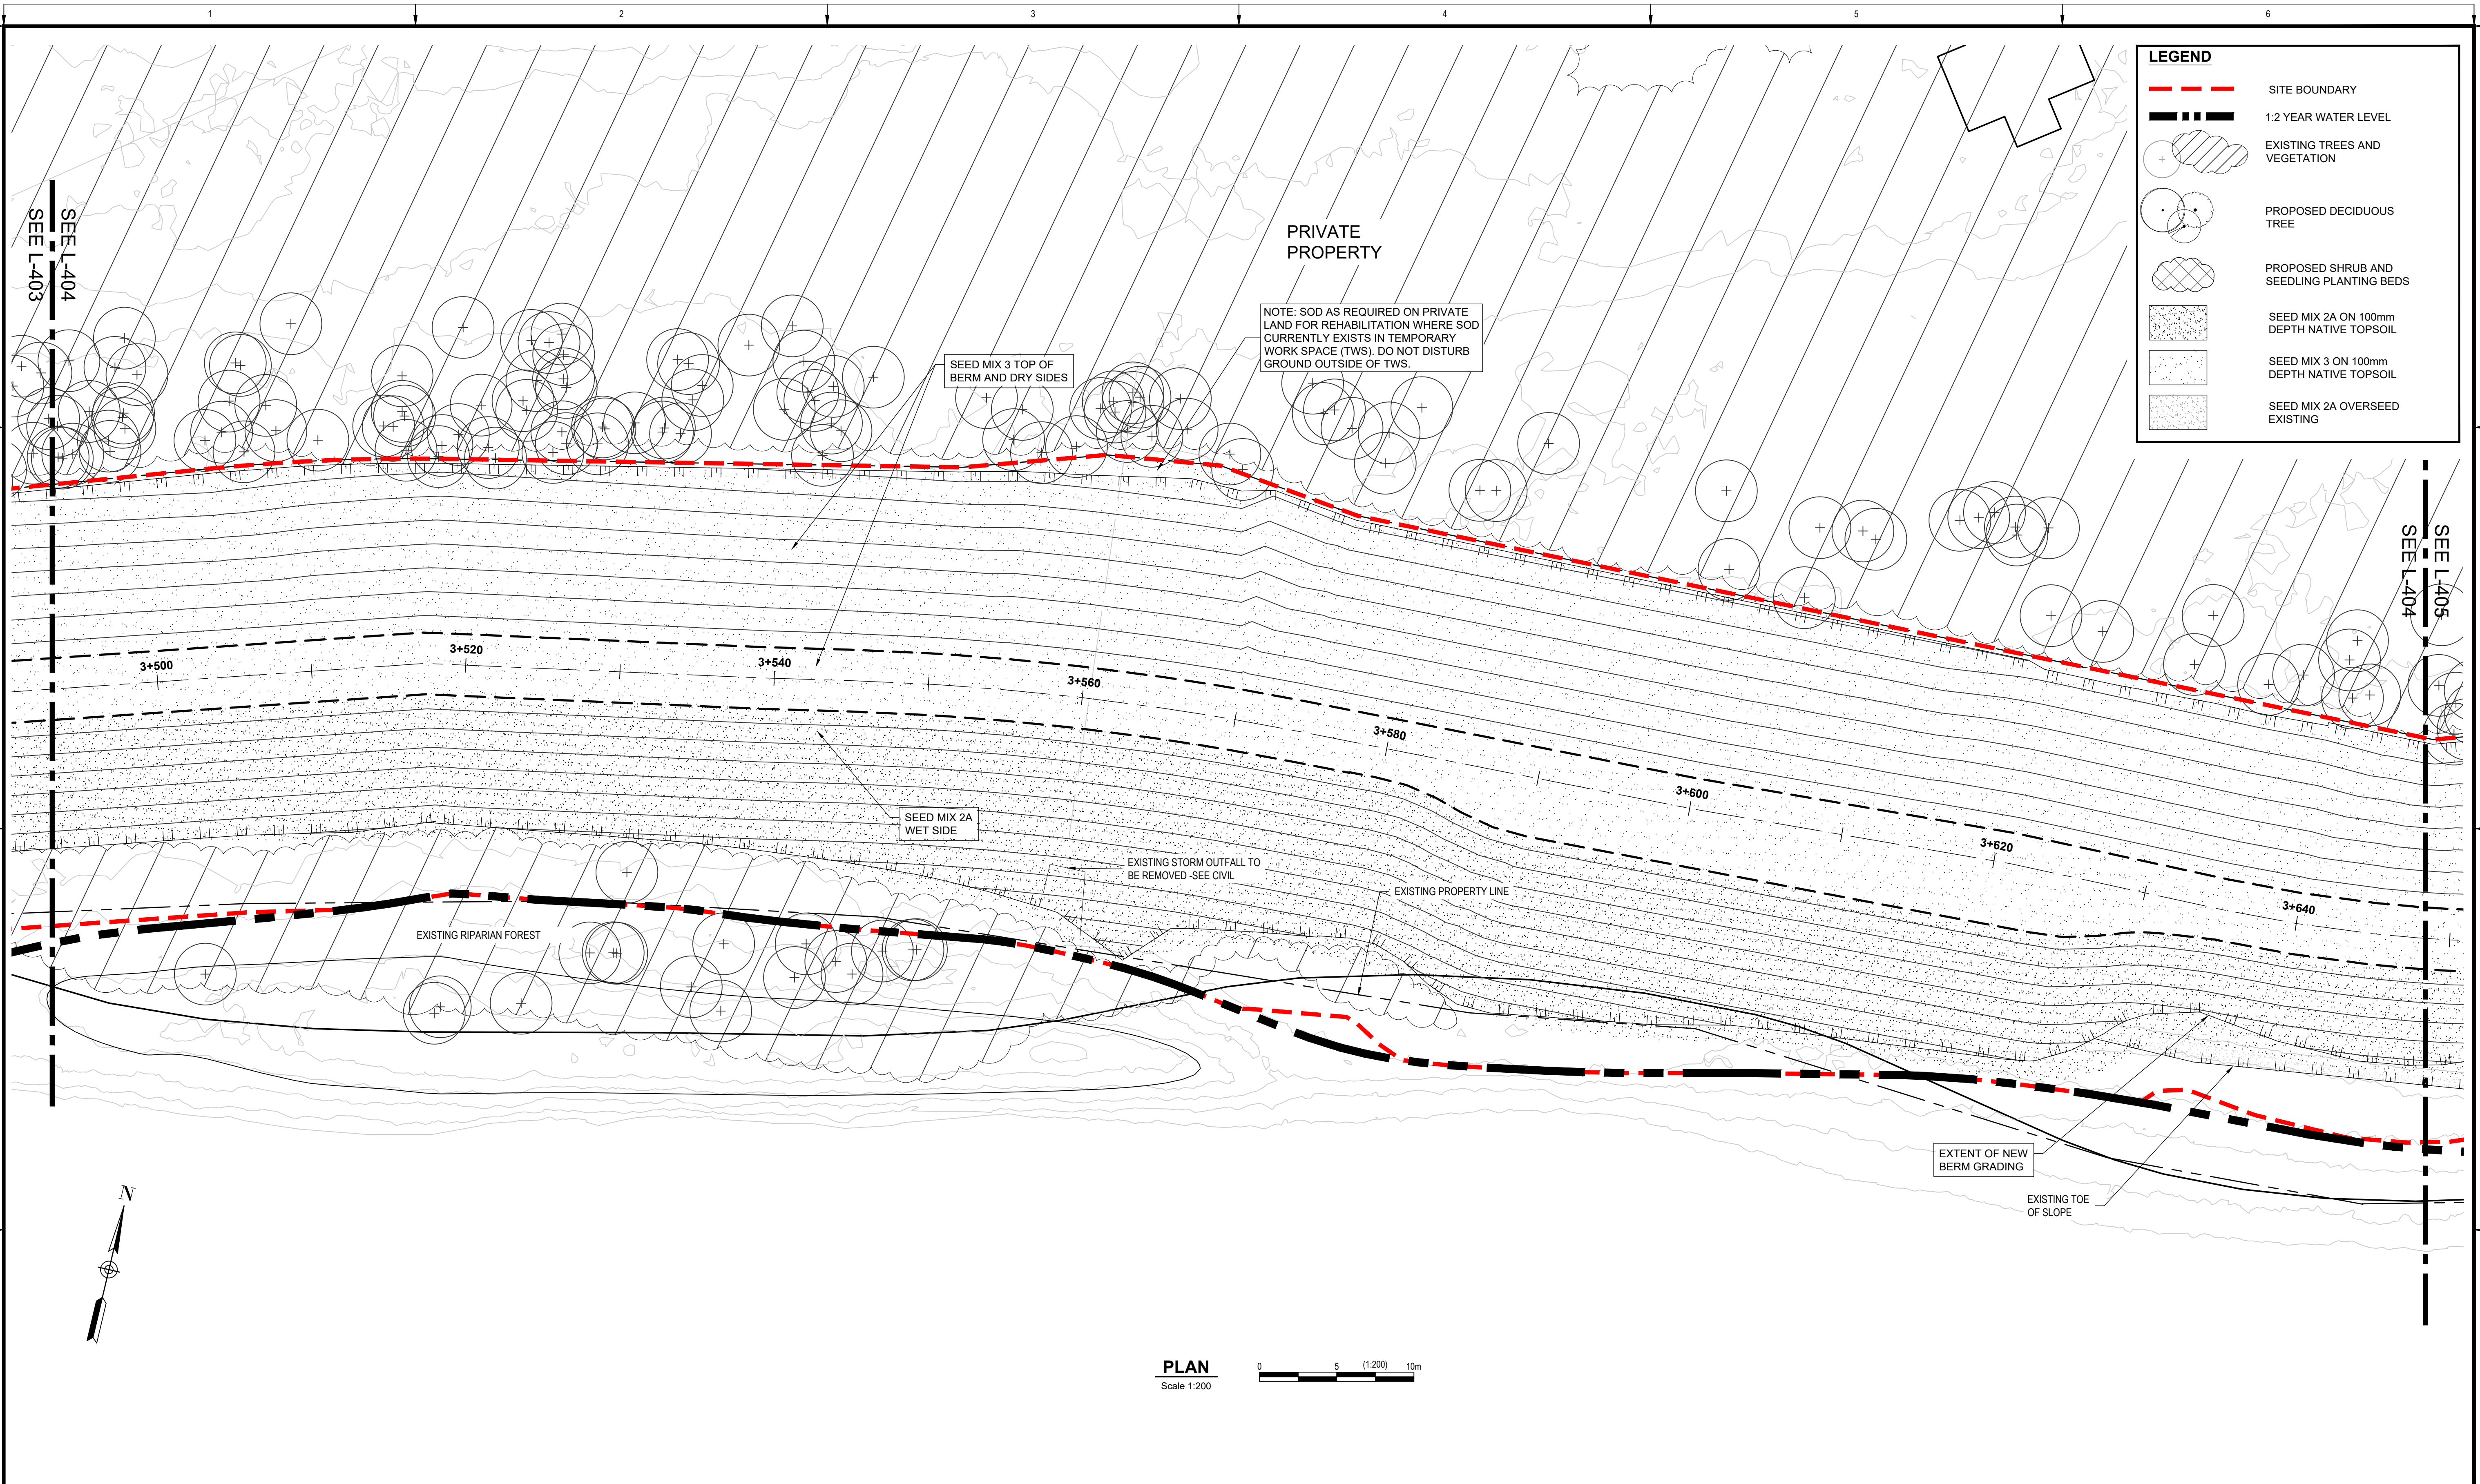 1
2
3
4
5
6
LEGEND
SITE BOUNDARY
1:2 YEAR WATER LEVEL
EXISTING TREES AND
VEGETATION
PROPOSED DECIDUOUS
TREE
PROPOSED SHRUB AND
SEEDLING PLANTING BEDS
SEED MIX 2A ON 100mm
DEPTH NATIVE TOPSOIL
SEED MIX 3 ON 100mm
DEPTH NATIVE TOPSOIL
SEED MIX 2A OVERSEED
EXISTING
SEE L-403
SEE L-404
PRIVATE
PROPERTY
NOTE: SOD AS REQUIRED ON PRIVATE
LAND FOR REHABILITATION WHERE SOD
CURRENTLY EXISTS IN TEMPORARY
WORK SPACE (TWS). DO NOT DISTURB
GROUND OUTSIDE OF TWS.
SEED MIX 3 TOP OF
BERM AND DRY SIDES
SEE L-404
SEE L-405
3+500
3+520
3+540
3+560
3+580
3+600
3+620
3+640
SEED MIX 2A
WET SIDE
EXISTING STORM OUTFALL TO
BE REMOVED -SEE CIVIL
EXISTING PROPERTY LINE
EXISTING RIPARIAN FOREST
EXTENT OF NEW
BERM GRADING
EXISTING TOE
OF SLOPE
N
PLAN
Scale 1:200
0 5 (1:200) 10m